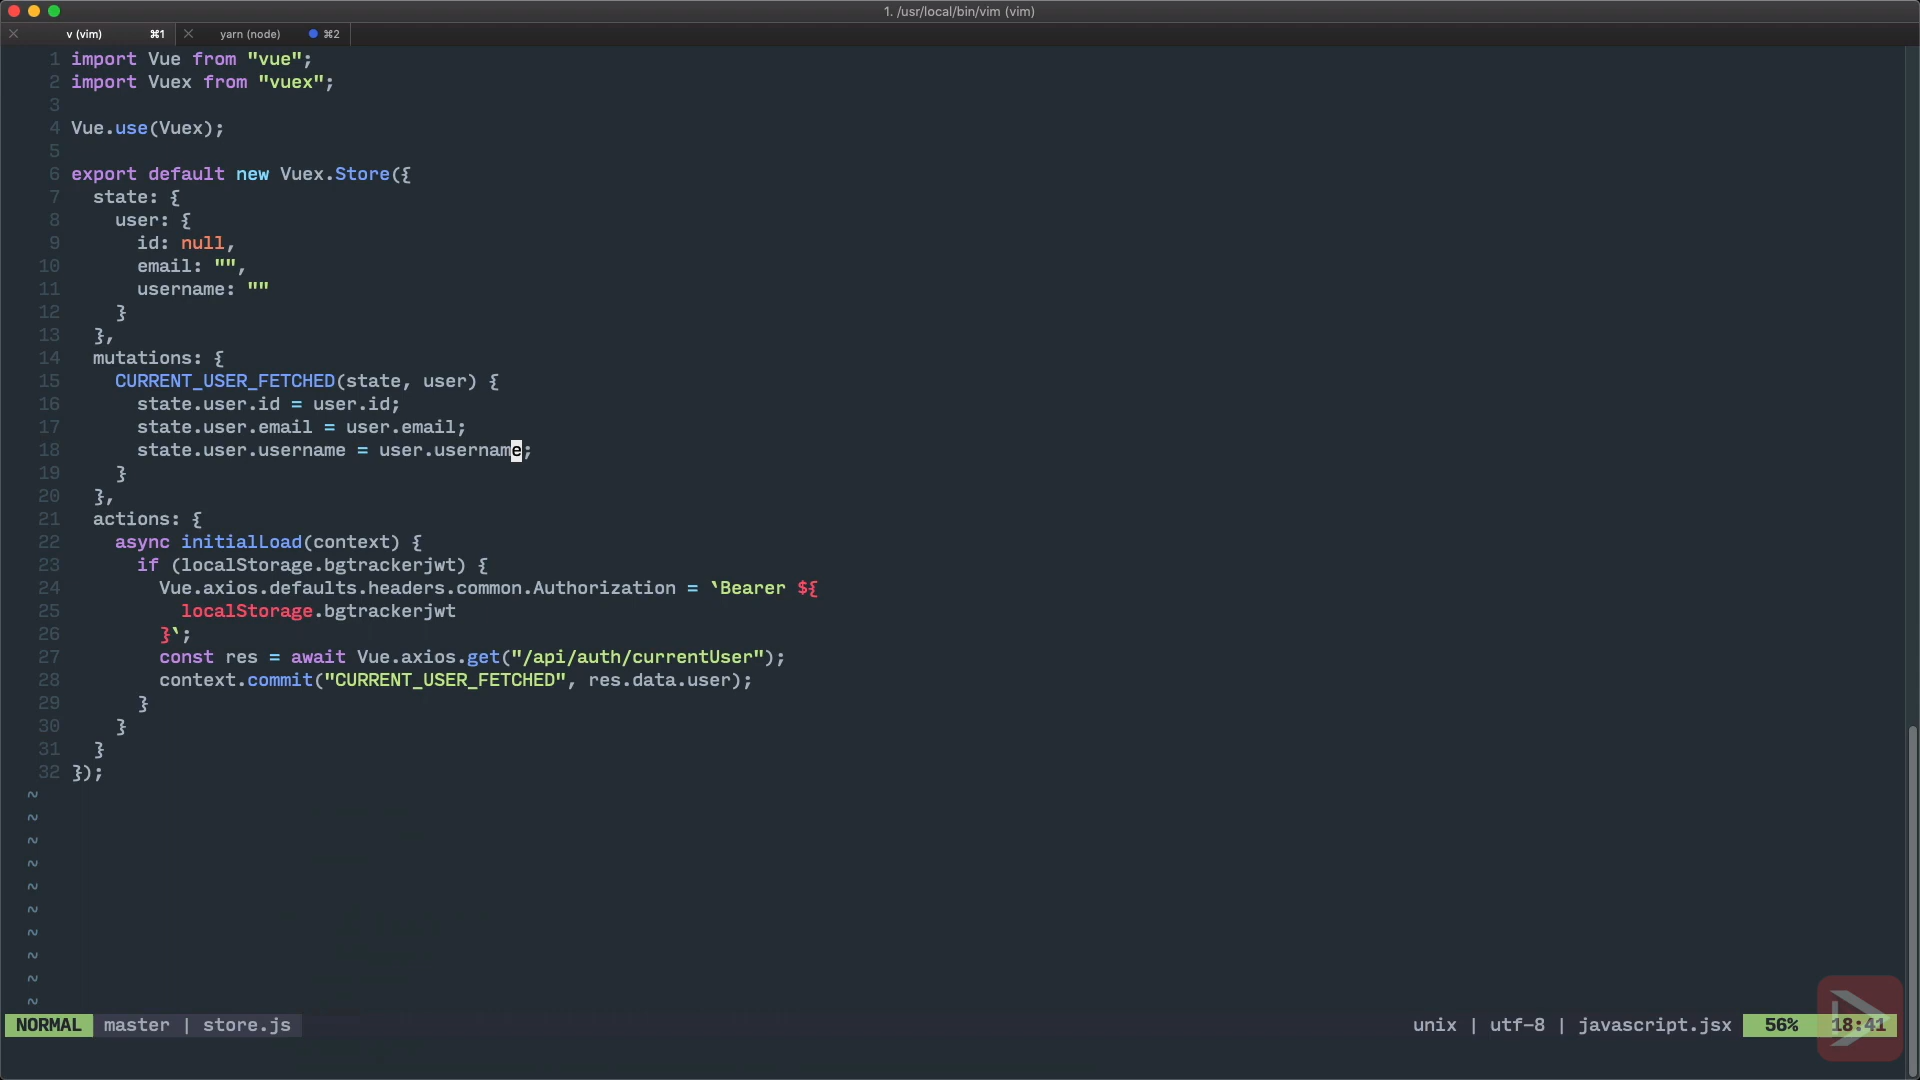 1. /usr/local/bin/vim (vim)
v (vim) ⌘1 yarn (node) ⌘2
1 import Vue from "vue";
2 import Vuex from "vuex";
3
4 Vue.use(Vuex);
5
6 export default new Vuex.Store({
7   state: {
8     user: {
9       id: null,
10       email: "",
11       username: ""
12     }
13   },
14   mutations: {
15     CURRENT_USER_FETCHED(state, user) {
16       state.user.id = user.id;
17       state.user.email = user.email;
18       state.user.username = user.username;
19     }
20   },
21   actions: {
22     async initialLoad(context) {
23       if (localStorage.bgtrackerjwt) {
24         Vue.axios.defaults.headers.common.Authorization = `Bearer ${
25           localStorage.bgtrackerjwt
26         }`;
27         const res = await Vue.axios.get("/api/auth/currentUser");
28         context.commit("CURRENT_USER_FETCHED", res.data.user);
29       }
30     }
31   }
32 });
~
~
~
~
~
~
~
~
~
~
NORMAL master | store.js unix | utf-8 | javascript.jsx 56% 18:41